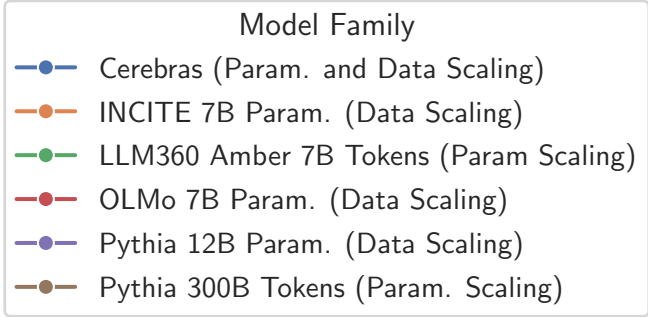 Model Family
Cerebras (Param. and Data Scaling)
INCITE 7B Param. (Data Scaling)
LLM360 Amber 7B Tokens (Param Scaling)
OLMo 7B Param. (Data Scaling)
Pythia 12B Param. (Data Scaling)
Pythia 300B Tokens (Param. Scaling)